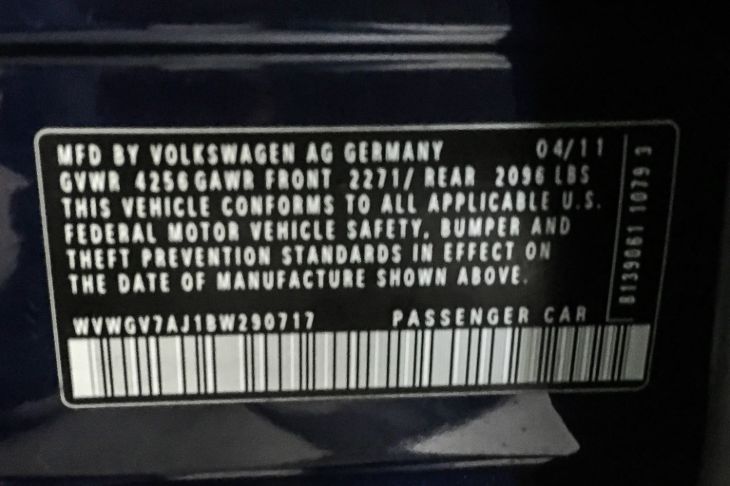 MFD BY VOLKSWAGEN AG GERMANY 04/11
GVWR 4256 GAWR FRONT 2271/ REAR 2096 LBS
THIS VEHICLE CONFORMS TO ALL APPLICABLE U.S.
FEDERAL MOTOR VEHICLE SAFETY, BUMPER AND
THEFT PREVENTION STANDARDS IN EFFECT ON
THE DATE OF MANUFACTURE SHOWN ABOVE.
WVWGV7AJ1BW290717 PASSENGER CAR
8139061 1079